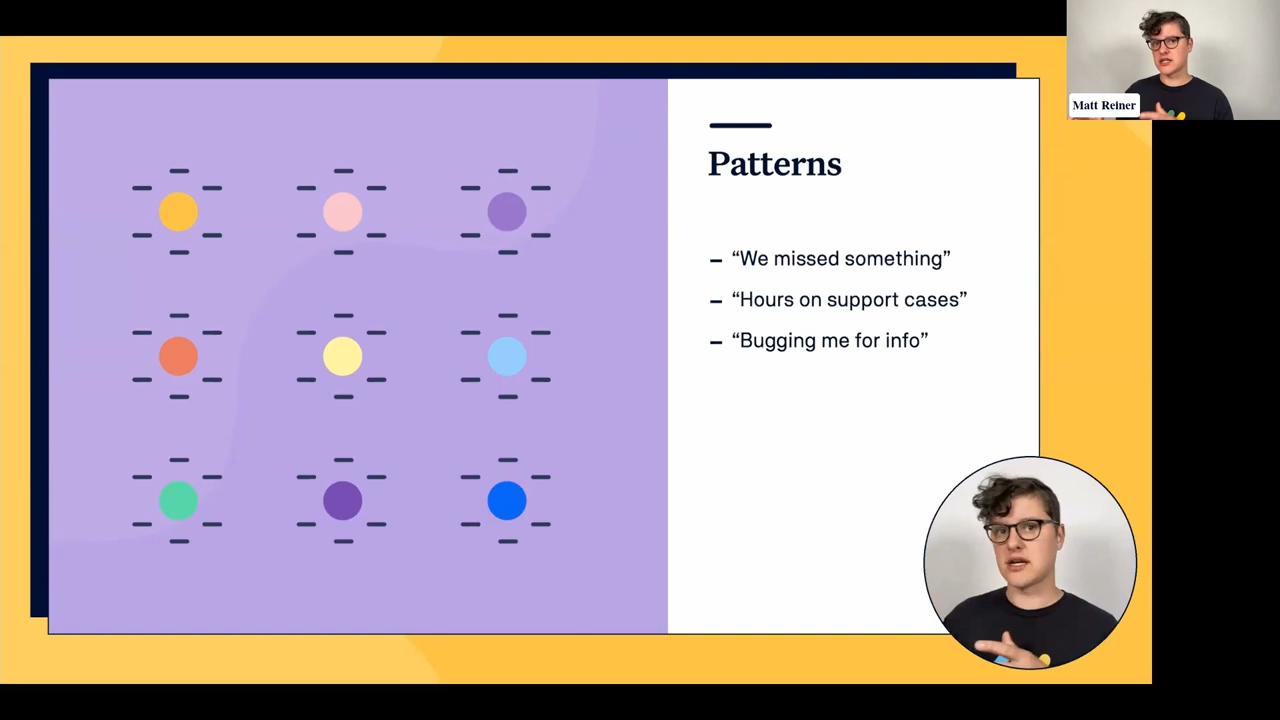 Matt Reiner
Patterns
– “We missed something”
– “Hours on support cases”
– “Bugging me for info”